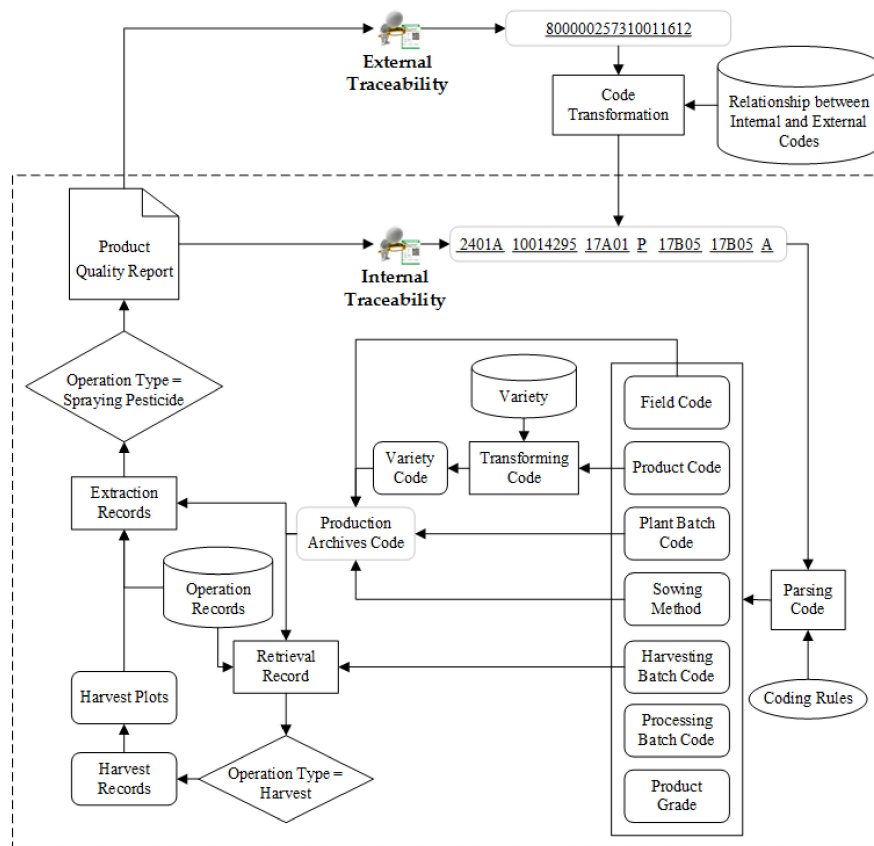 External
Traceability
800000257310011612
Code
Transformation
Relationship between
Internal and External
Codes
Product
Quality Report
Internal
Traceability
2401A 10014295 17A01 P 17B05 17B05 A
Operation Type =
Spraying Pesticide
Variety
Field Code
Variety
Code
Transforming
Code
Product Code
Extraction
Records
Production
Archives Code
Plant Batch
Code
Operation
Records
Sowing
Method
Parsing
Code
Retrieval
Record
Harvesting
Batch Code
Harvest Plots
Coding Rules
Processing
Batch Code
Harvest
Records
Operation Type =
Harvest
Product
Grade